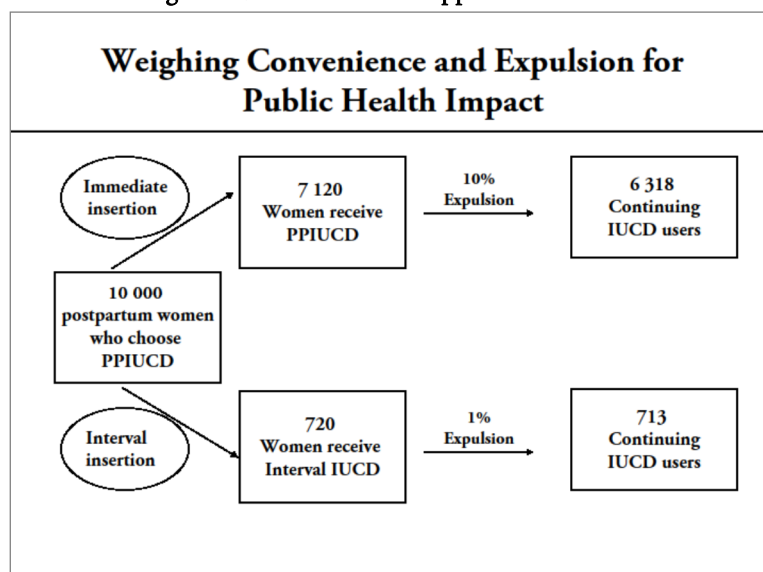 Weighing Convenience and Expulsion for
Public Health Impact
Immediate
insertion
7 120
Women receive
PPIUCD
10%
Expulsion
6 318
Continuing
IUCD users
10 000
postpartum women
who choose
PPIUCD
Interval
insertion
720
Women receive
Interval IUCD
1%
Expulsion
713
Continuing
IUCD users